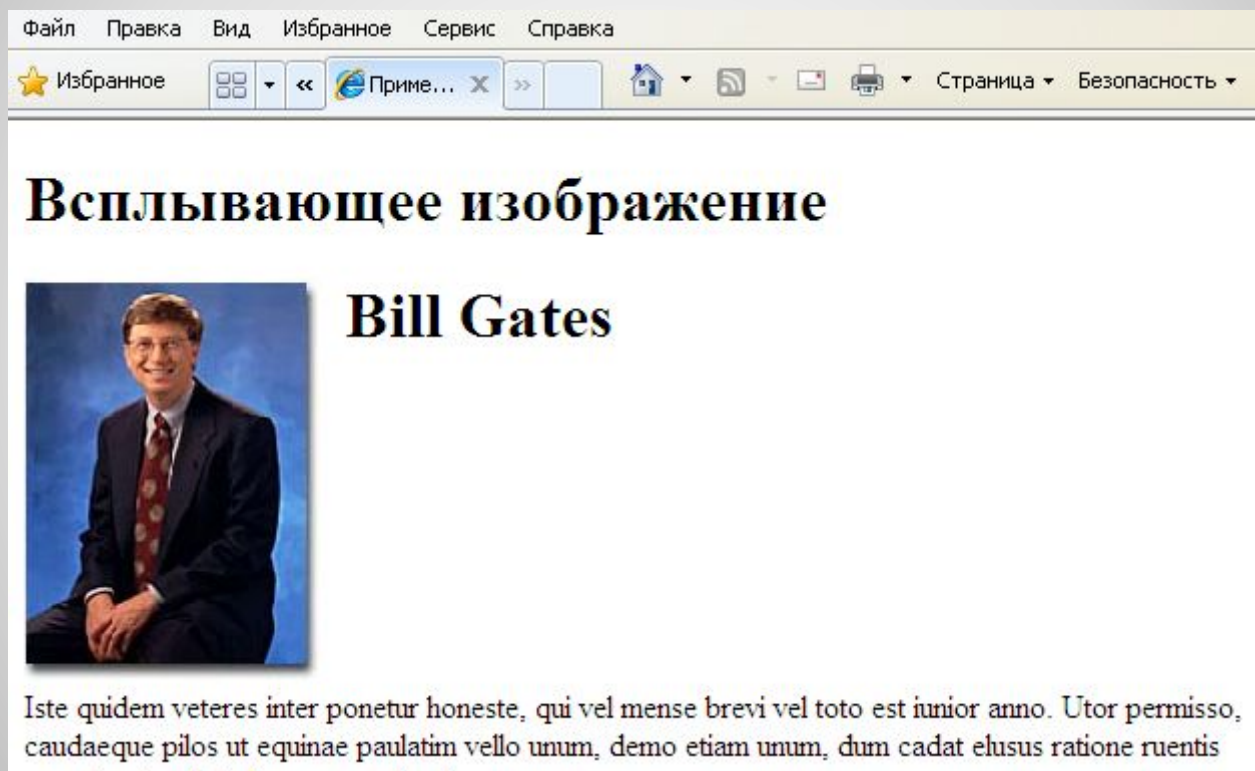 Файл Правка Вид Избранное Сервис Справка
Избранное Приме... Страница Безопасность
Всплывающее изображение
Bill Gates
Iste quidem veteres inter ponetur honeste, qui vel mense brevi vel toto est iunior anno. Utor permisso,
caudaeque pilos ut equinae paulatim vello unum, demo etiam unum, dum cadat elusus ratione ruentis